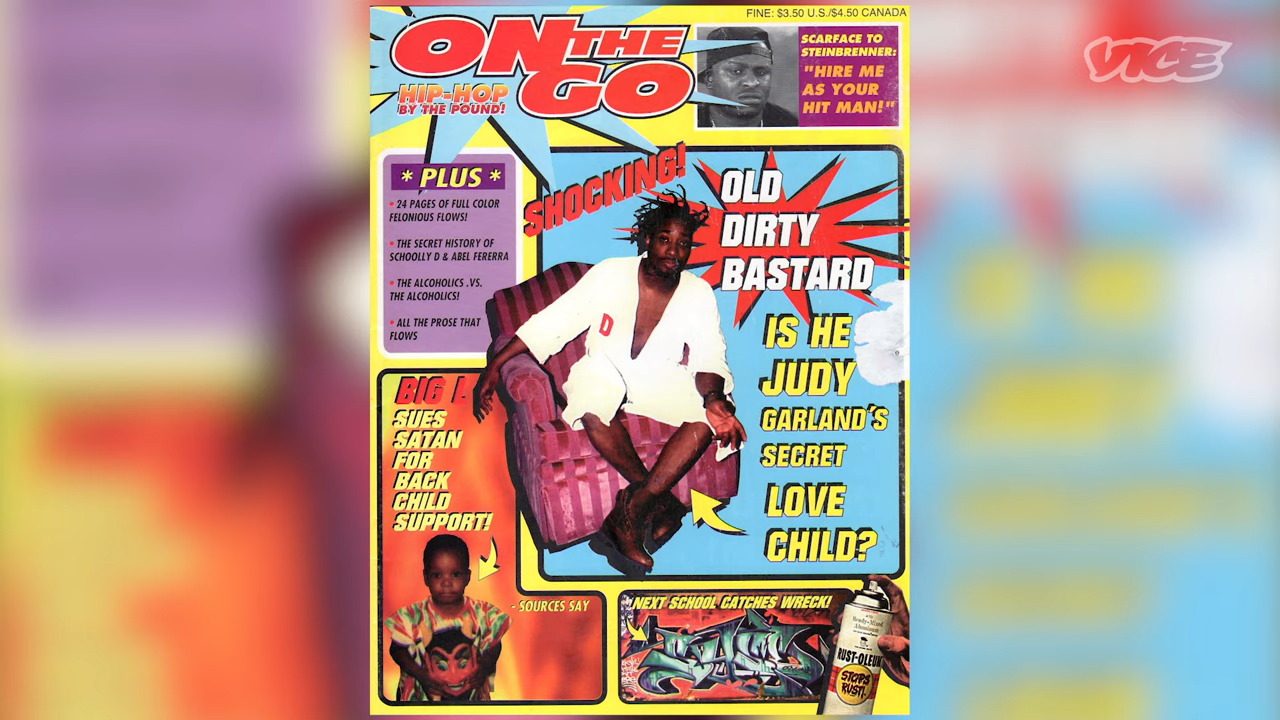 FINE: $3.50 U.S./$4.50 CANADA
ON THE
GO
HIP-HOP
BY THE POUND!
SCARFACE TO
STEINBRENNER:
"HIRE ME
AS YOUR
HIT MAN!"
VICE
* PLUS *
• 24 PAGES OF FULL COLOR
FELONIOUS FLOWS!
• THE SECRET HISTORY OF
SCHOOLLY D & ABEL FERERRA
• THE ALCOHOLICS .VS.
THE ALCOHOLICS!
• ALL THE PROSE THAT
FLOWS
SHOCKING!
OLD
DIRTY
BASTARD
IS HE
JUDY
GARLAND'S
SECRET
LOVE
CHILD?
D
BIG L
SUES
SATAN
FOR
BACK
CHILD
SUPPORT!
- SOURCES SAY
NEXT SCHOOL CATCHES WRECK!
Ready-Mixed
Aluminum
RUST-OLEUM
STOPS
RUST!